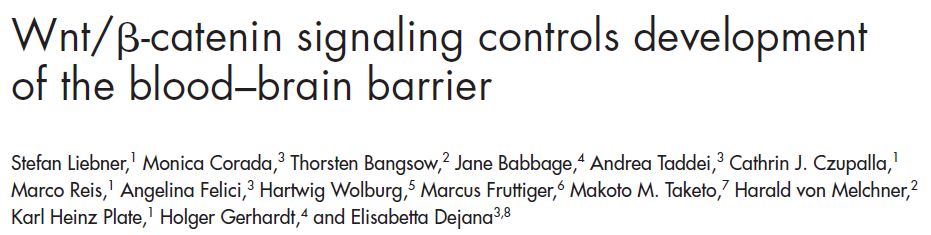 Wnt/β-catenin signaling controls development
of the blood–brain barrier
Stefan Liebner,¹ Monica Corada,³ Thorsten Bangsow,² Jane Babbage,⁴ Andrea Taddei,³ Cathrin J. Czupalla,¹
Marco Reis,¹ Angelina Felici,³ Hartwig Wolburg,⁵ Marcus Fruttiger,⁶ Makoto M. Taketo,⁷ Harald von Melchner,²
Karl Heinz Plate,¹ Holger Gerhardt,⁴ and Elisabetta Dejana³,⁸